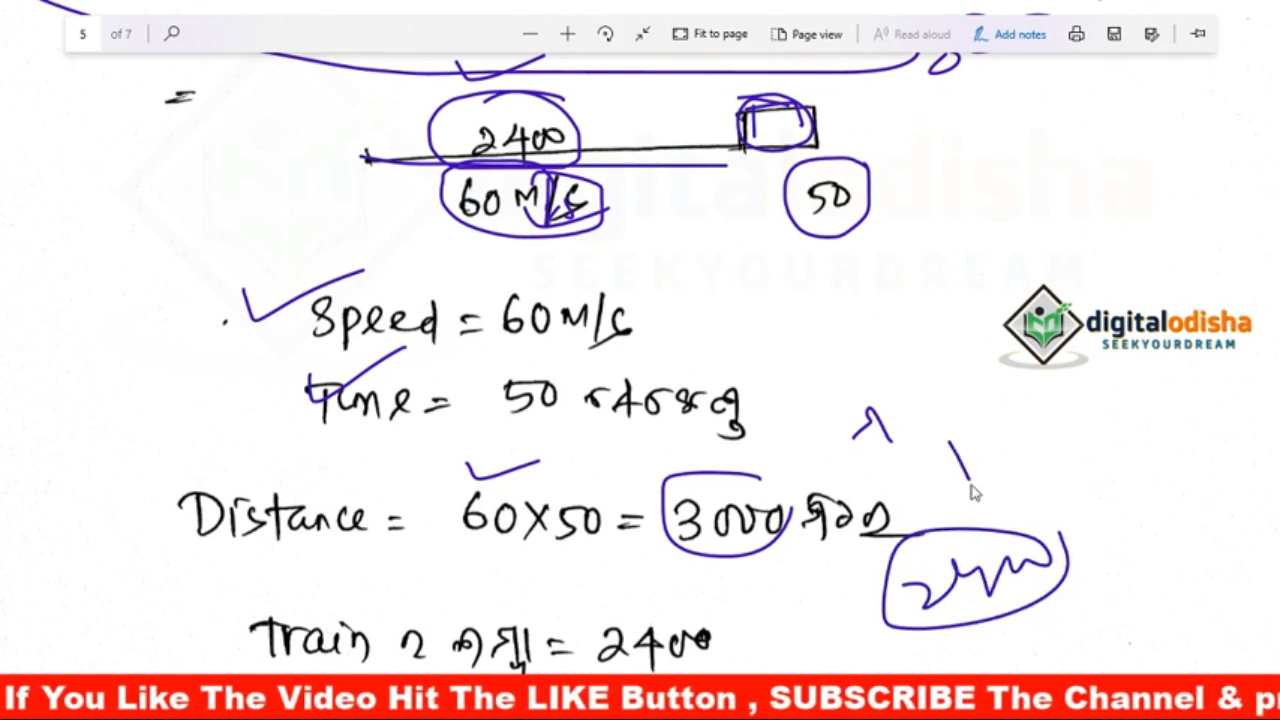 5 of 7 Fit to page Page view Read aloud Add notes
=
2400
60 M/S 50
digitalodisha
SEEKYOURDREAM
Speed = 60 M/S
digitalodisha
SEEKYOURDREAM
Time = 50 ସେକେଣ୍ଡ
Distance = 60 X 50 = 3000 ମିଟର
Train ର = 2400
If You Like The Video Hit The LIKE Button , SUBSCRIBE The Channel & p